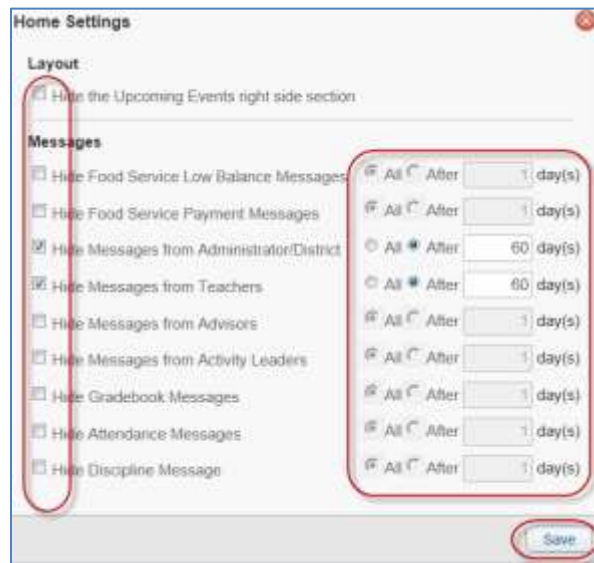 Home Settings
Layout
Hide the Upcoming Events right side section
Messages
Hide Food Service Low Balance Messages All After 1 day(s)
Hide Food Service Payment Messages All After 1 day(s)
Hide Messages from Administrator/District All After 60 day(s)
Hide Messages from Teachers All After 60 day(s)
Hide Messages from Advisors All After 1 day(s)
Hide Messages from Activity Leaders All After 1 day(s)
Hide Gradebook Messages All After 1 day(s)
Hide Attendance Messages All After 1 day(s)
Hide Discipline Message All After 1 day(s)
Save